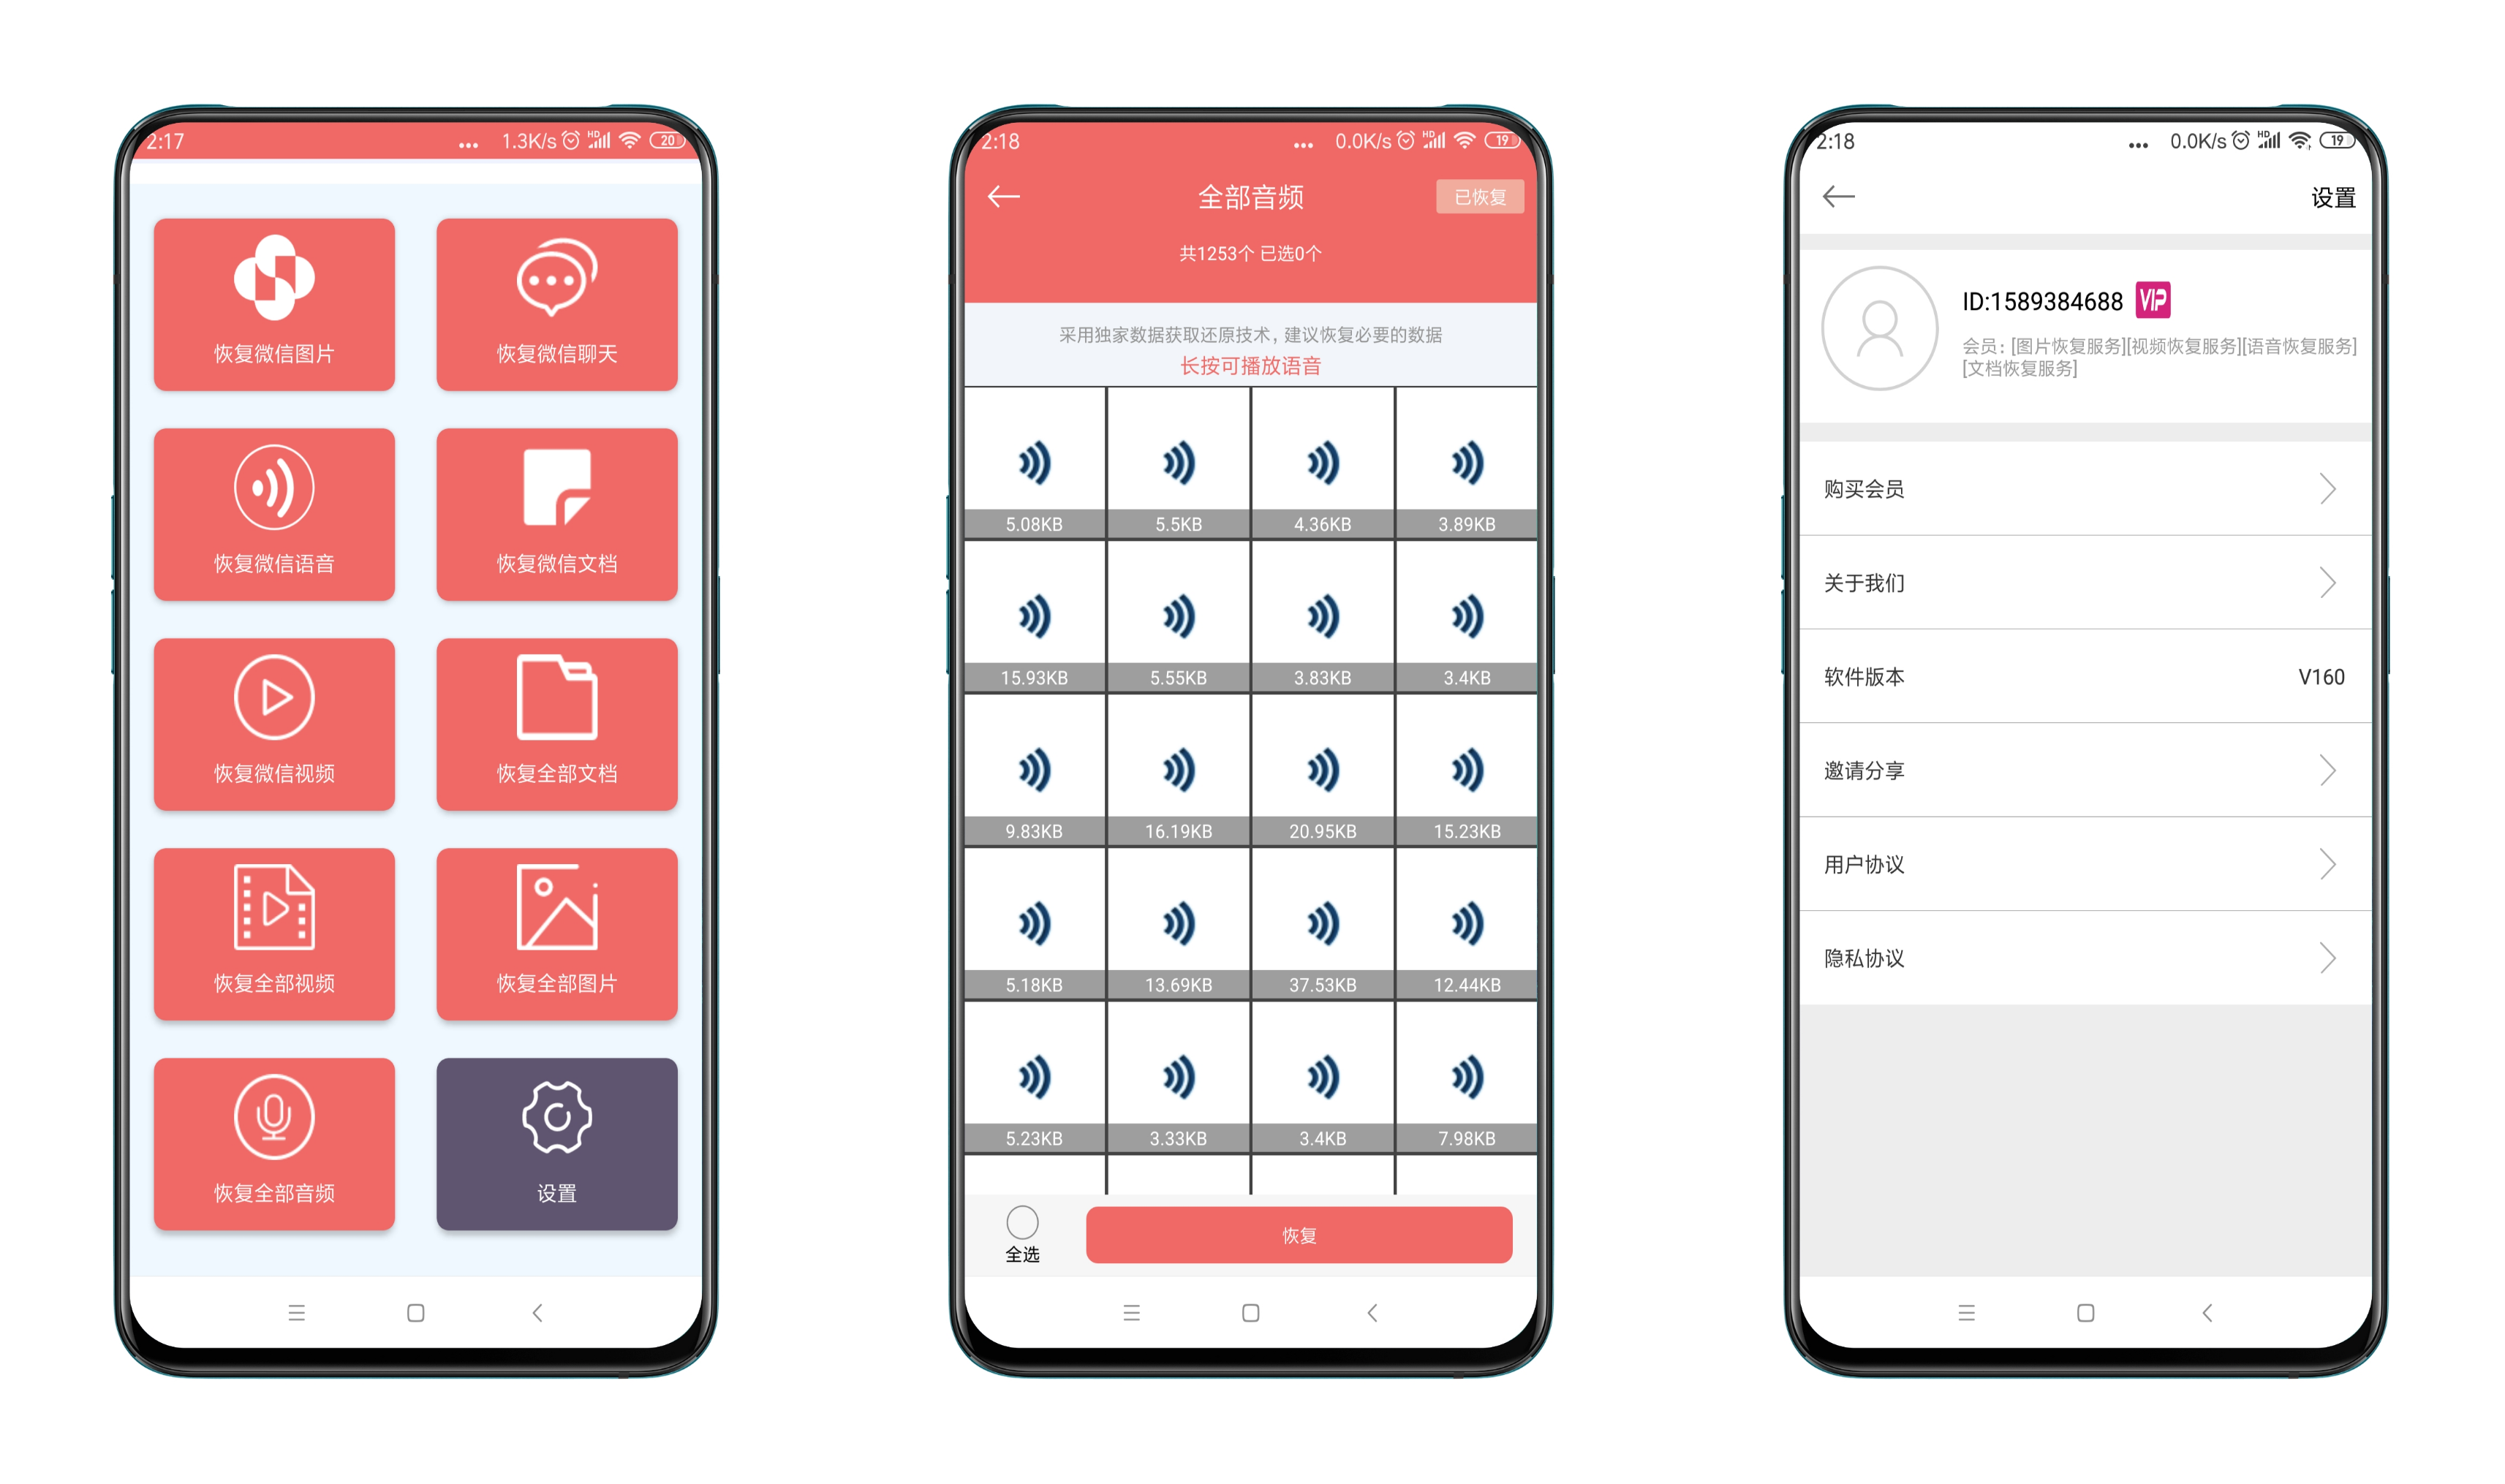 2:17
1.3K/s HD 20
恢复微信图片
恢复微信聊天
恢复微信语音
恢复微信文档
恢复微信视频
恢复全部文档
恢复全部视频
恢复全部图片
恢复全部音频
设置
2:18
0.0K/s HD 19
全部音频
已恢复
共1253个 已选0个
采用独家数据获取还原技术，建议恢复必要的数据
长按可播放语音
5.08KB 5.5KB 4.36KB 3.89KB
15.93KB 5.55KB 3.83KB 3.4KB
9.83KB 16.19KB 20.95KB 15.23KB
5.18KB 13.69KB 37.53KB 12.44KB
5.23KB 3.33KB 3.4KB 7.98KB
全选
恢复
2:18
0.0K/s HD 19
设置
ID:1589384688 VIP
会员：[图片恢复服务][视频恢复服务][语音恢复服务]
[文档恢复服务]
购买会员
关于我们
软件版本 V160
邀请分享
用户协议
隐私协议